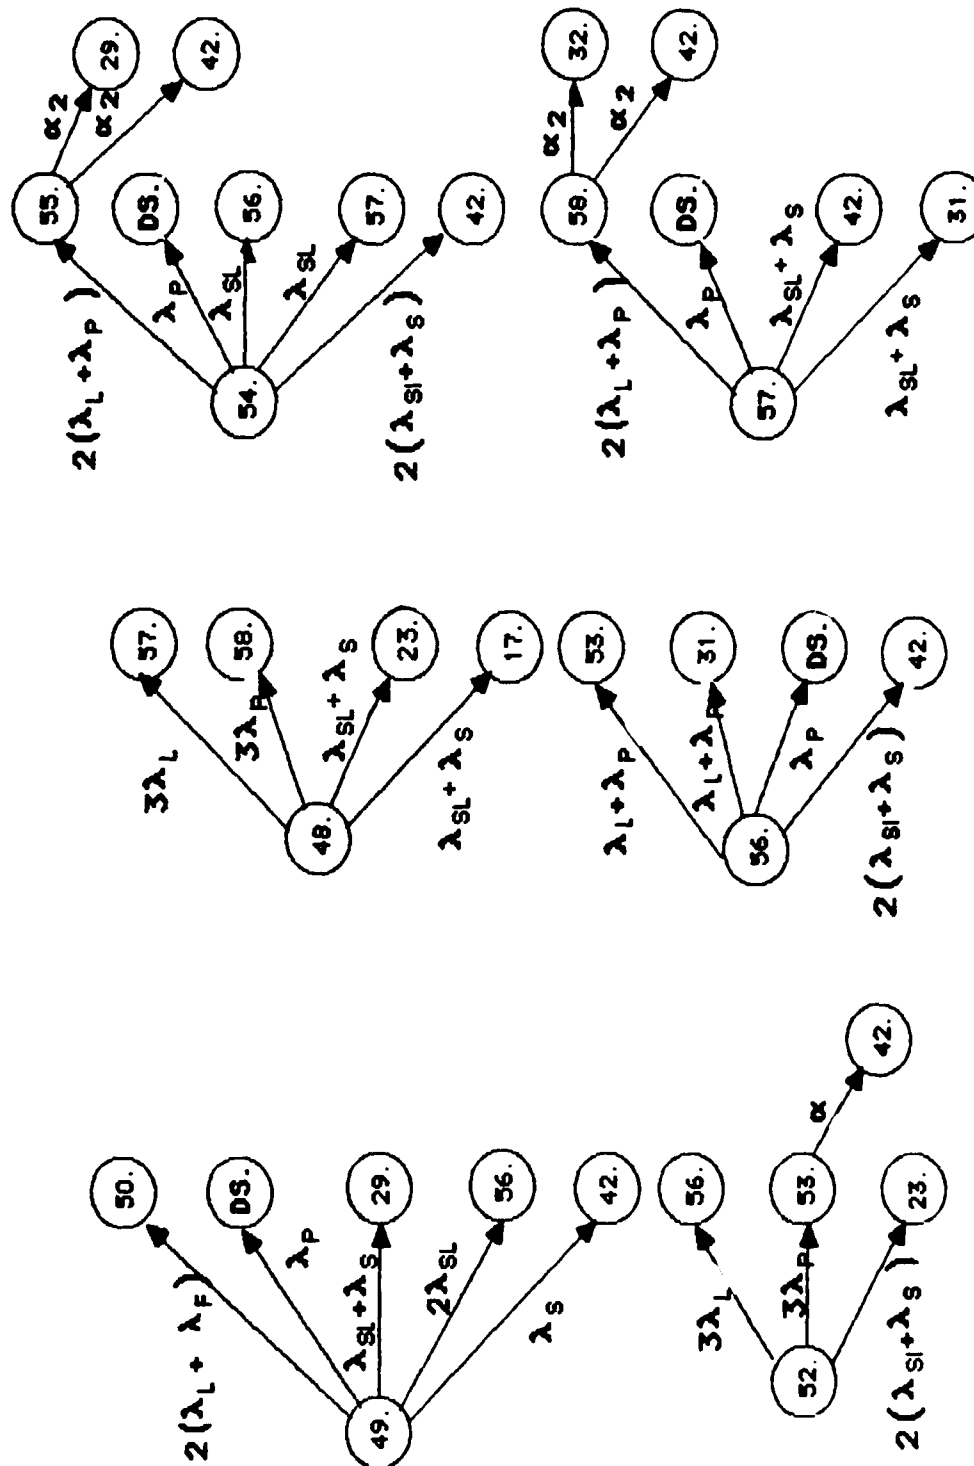 2(λL + λF)
50.
DS.
λP
49.
λSL+λS
29.
2λSL
56.
λS
42.
3λL
56.
52.
3λP
53.
α
42.
2(λSl+λS)
23.
3λL
57.
3λP
58.
48.
λSL+λS
23.
λSL+λS
17.
λL+λP
53.
λL+λP
31.
56.
λP
DS.
2(λSl+λS)
42.
2(λL+λP)
55.
α2
29.
α2
42.
λP
DS.
54.
λSL
56.
λSL
57.
2(λSl+λS)
42.
2(λL+λP)
58.
α2
32.
α2
42.
λP
DS.
57.
λSL+λS
42.
λSL+λS
31.